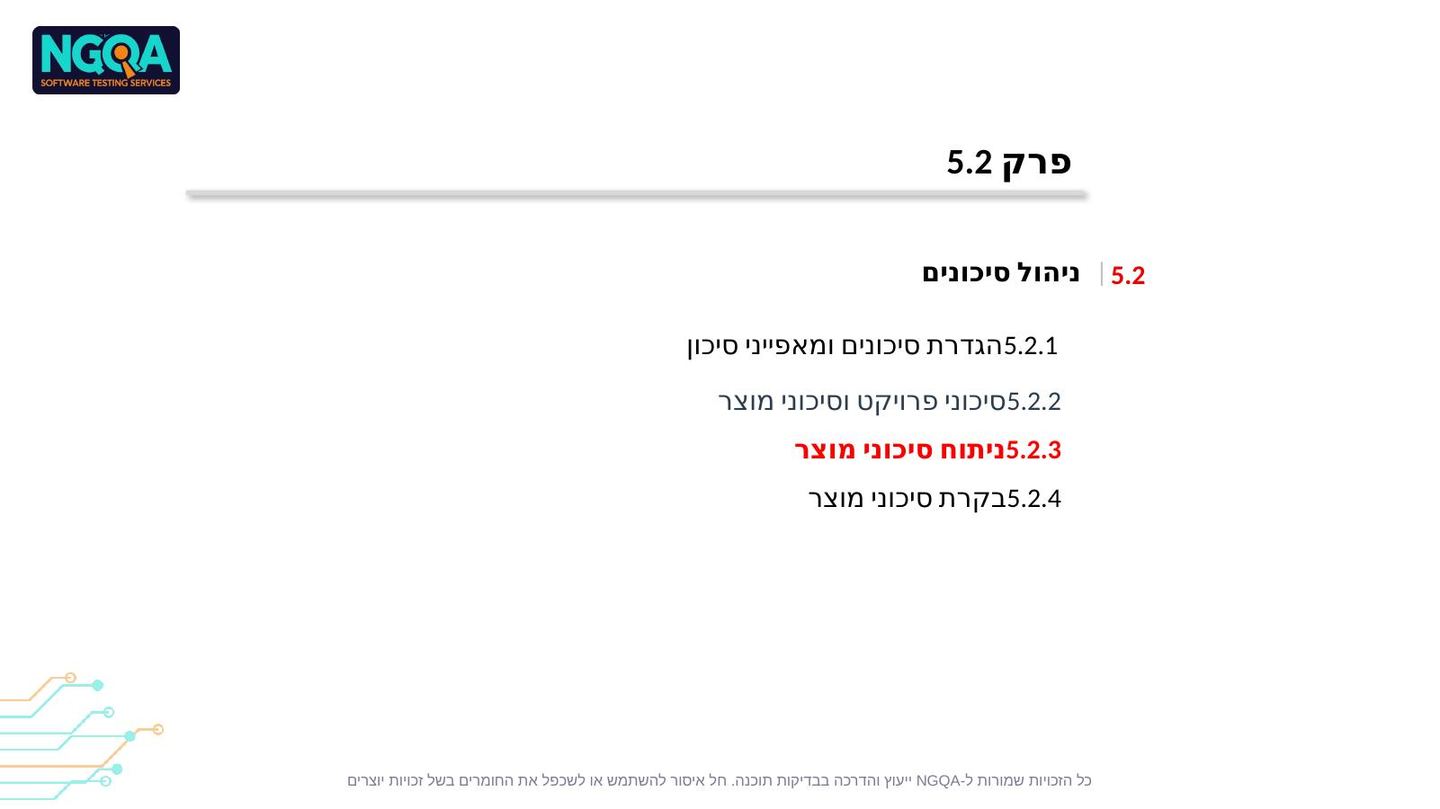 NGQA
SOFTWARE TESTING SERVICES
פרק 5.2
5.2 ניהול סיכונים
5.2.1הגדרת סיכונים ומאפייני סיכון
5.2.2סיכוני פרויקט וסיכוני מוצר
5.2.3ניתוח סיכוני מוצר
5.2.4בקרת סיכוני מוצר
כל הזכויות שמורות ל-NGQA ייעוץ והדרכה בבדיקות תוכנה. חל איסור להשתמש או לשכפל את החומרים בשל זכויות יוצרים